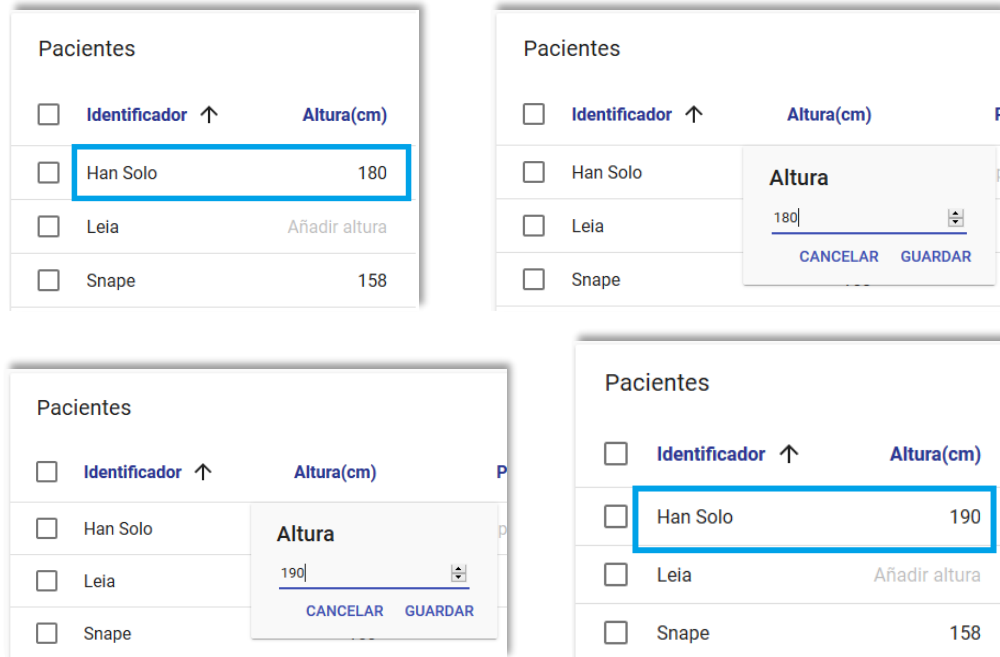 Pacientes
Identificador Altura(cm)
Han Solo 180
Leia Añadir altura
Snape 158
Pacientes
Identificador Altura(cm)
Han Solo
Leia
Snape
Altura
180
CANCELAR GUARDAR
Pacientes
Identificador Altura(cm) P
Han Solo
Leia
Snape
Altura
190
CANCELAR GUARDAR
Pacientes
Identificador Altura(cm)
Han Solo 190
Leia Añadir altura
Snape 158